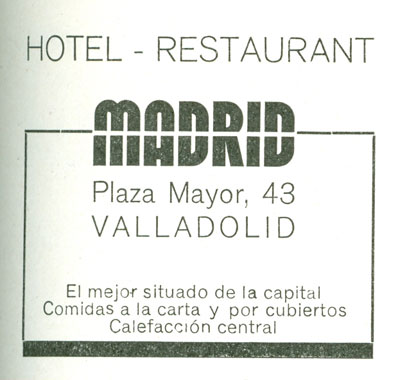 HOTEL - RESTAURANT
MADRID
Plaza Mayor, 43
VALLADOLID
El mejor situado de la capital
Comidas a la carta y por cubiertos
Calefacción central